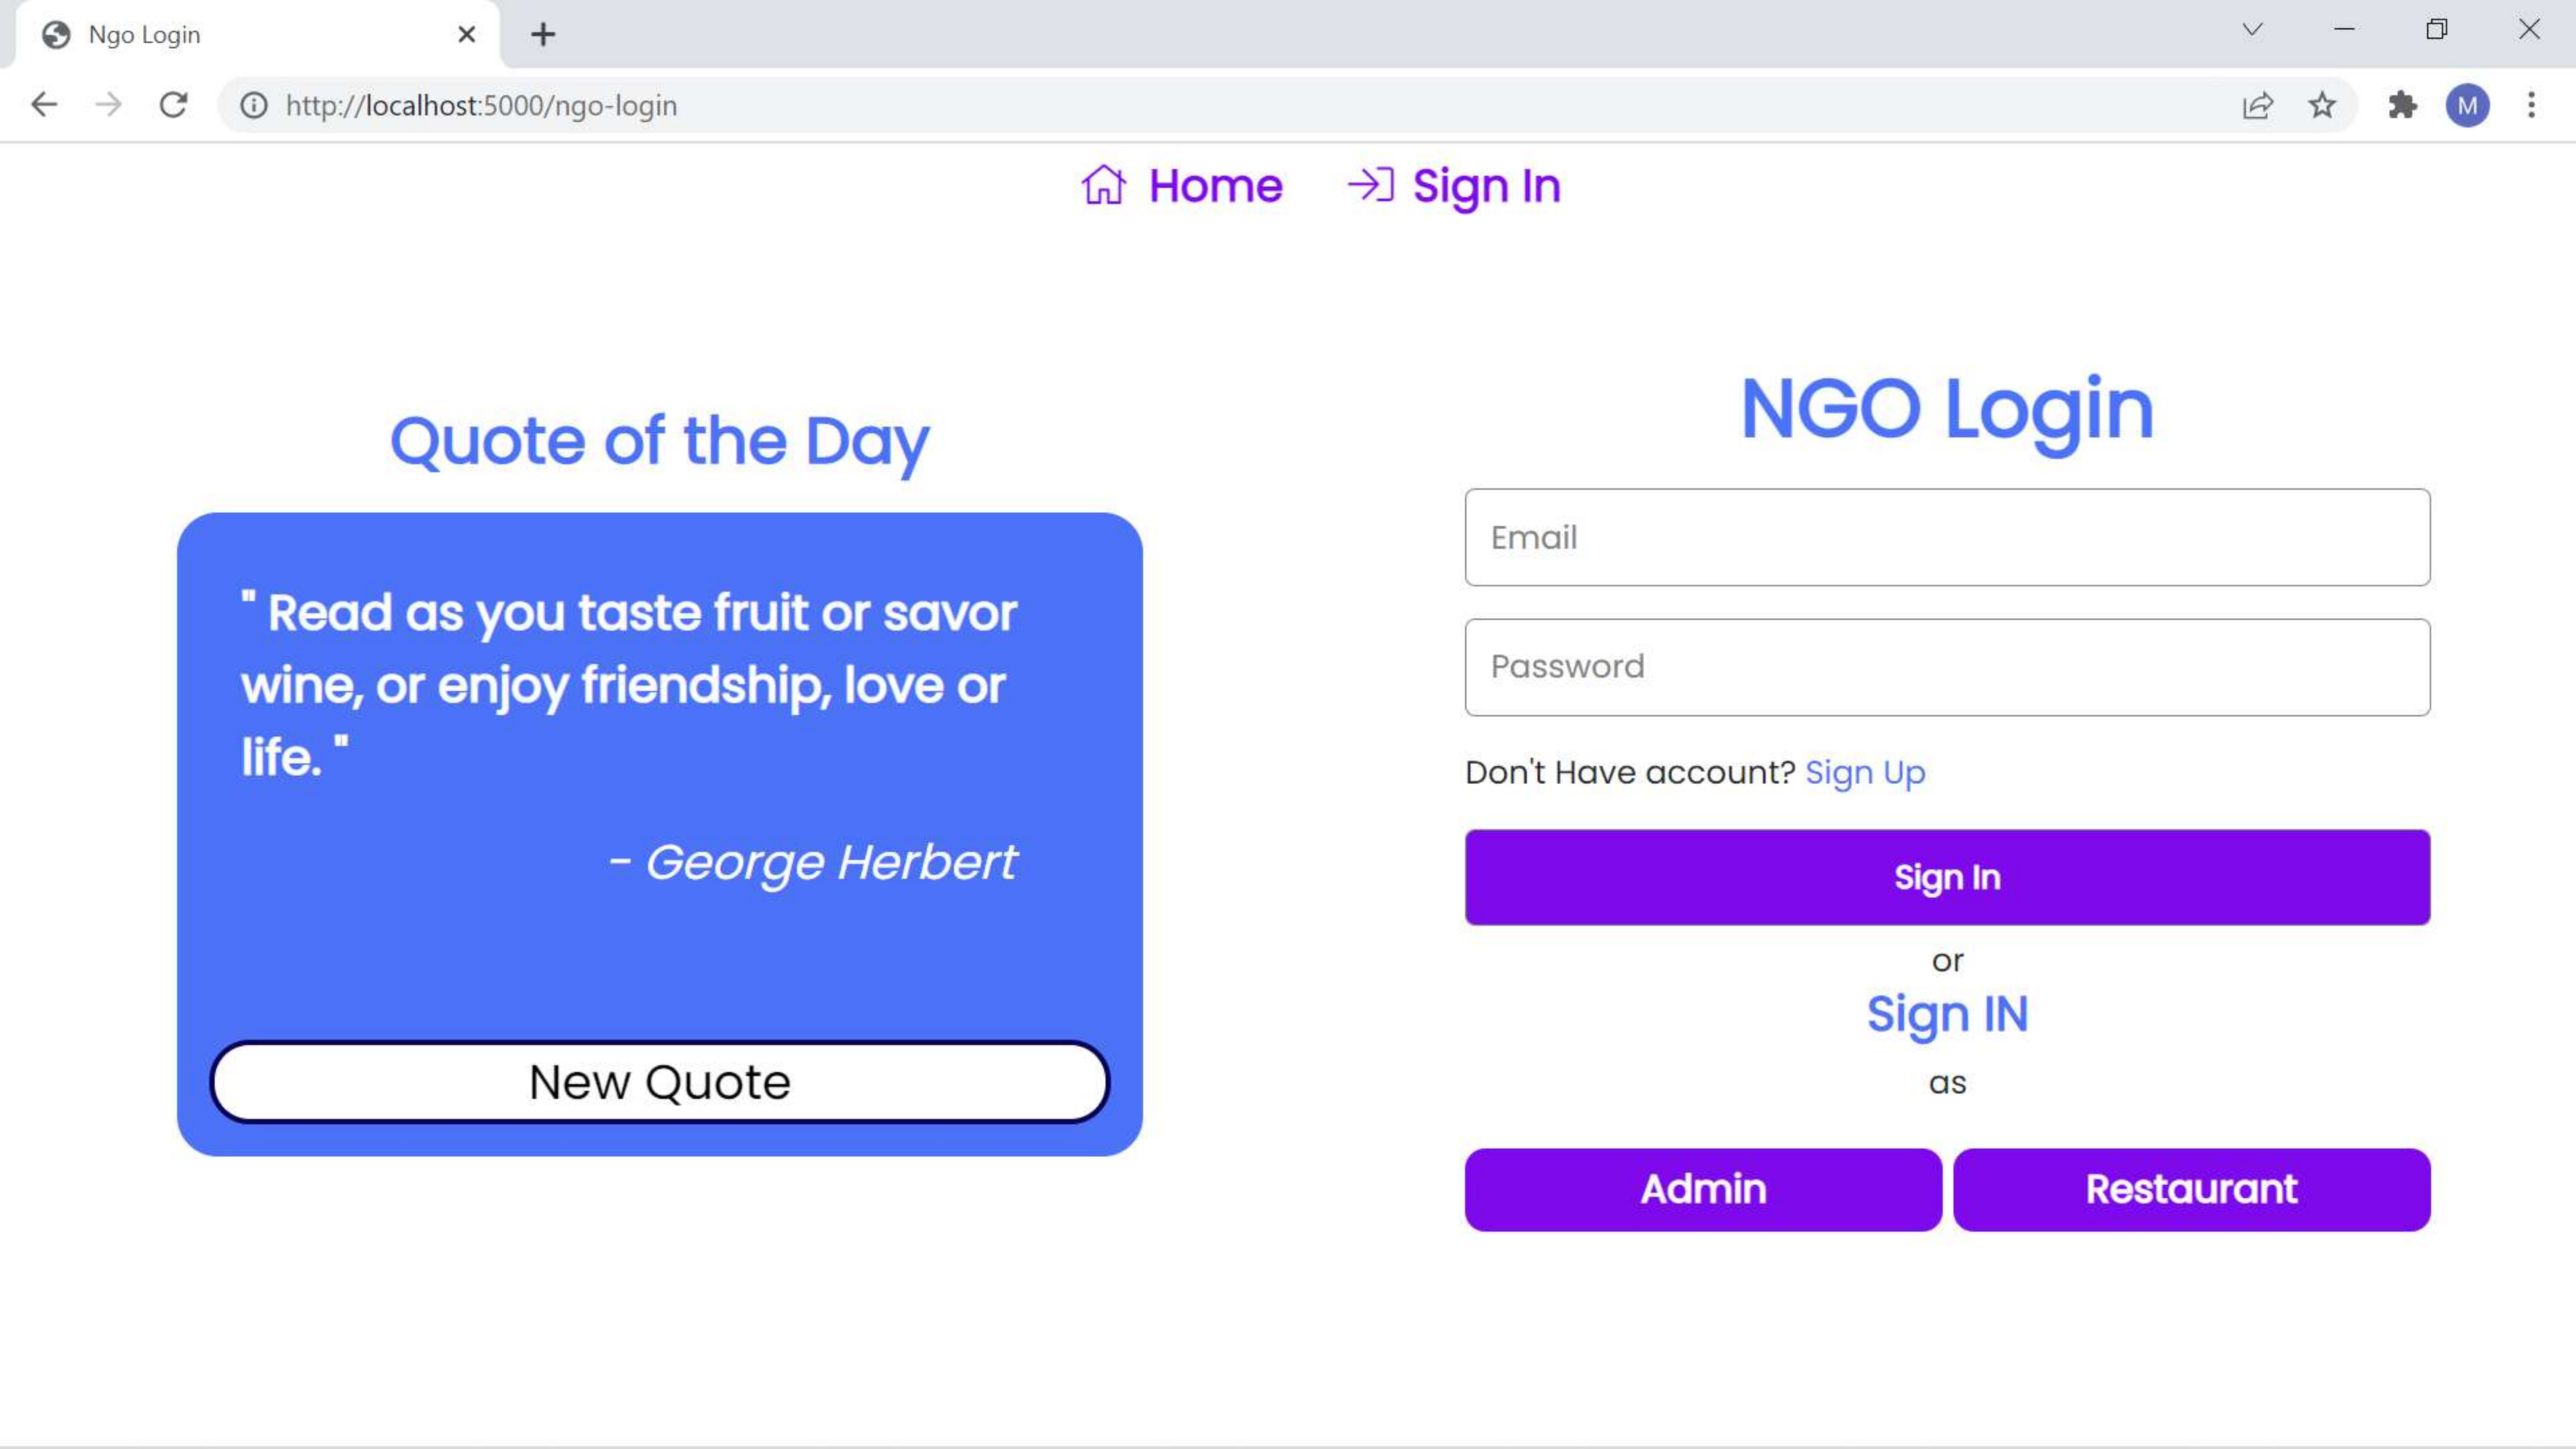 Ngo Login
http://localhost:5000/ngo-login
M
Home
Sign In
Quote of the Day
" Read as you taste fruit or savor
wine, or enjoy friendship, love or
life. "
- George Herbert
New Quote
NGO Login
Email
Password
Don't Have account? Sign Up
Sign In
or
Sign IN
as
Admin
Restaurant